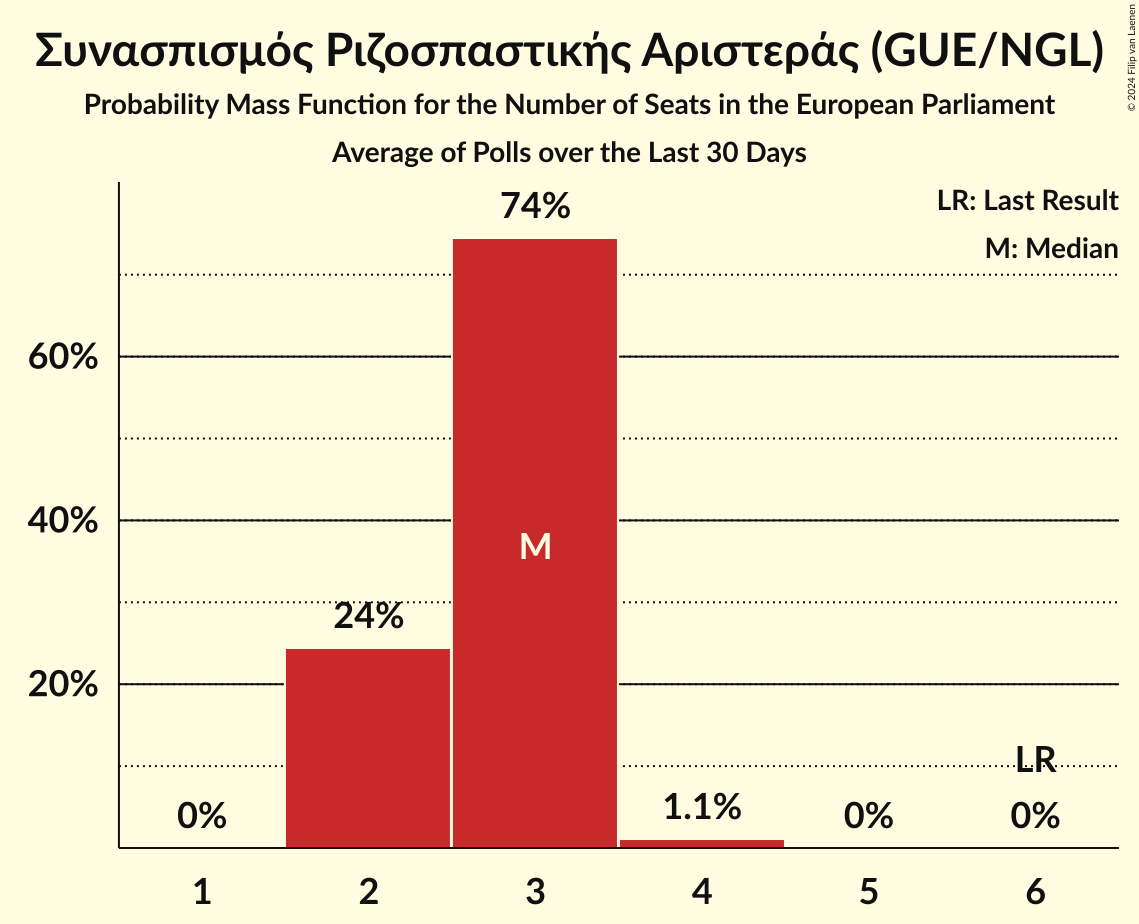 Συνασπισμός Ριζοσπαστικής Αριστεράς (GUE/NGL)
Probability Mass Function for the Number of Seats in the European Parliament
Average of Polls over the Last 30 Days
© 2024 Filip van Laenen
LR: Last Result
M: Median
74%
60%
40%
M
24%
20%
LR
0%
1.1%
0%
0%
1 2 3 4 5 6